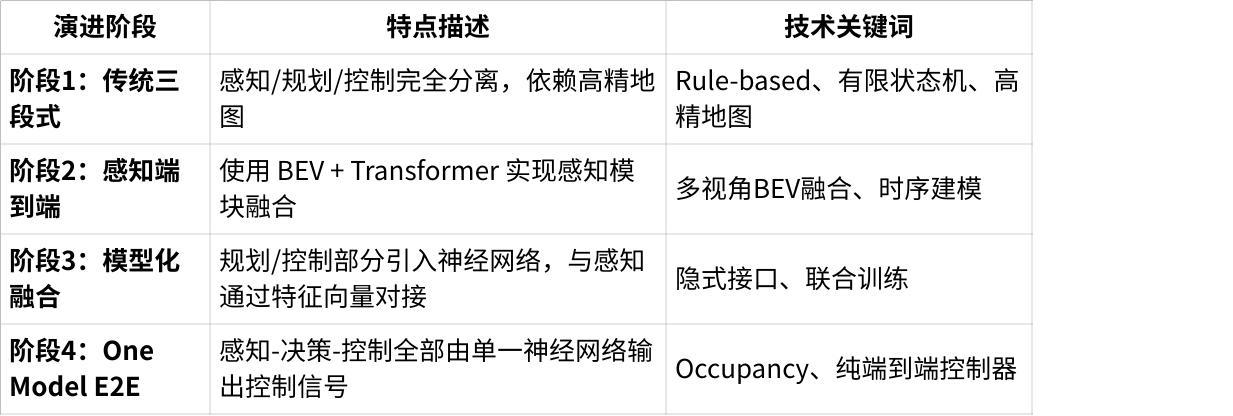 演进阶段
特点描述
技术关键词
阶段1：传统三
段式
感知/规划/控制完全分离，依赖高精地
图
Rule-based、有限状态机、高
精地图
阶段2：感知端
到端
使用 BEV + Transformer 实现感知模
块融合
多视角BEV融合、时序建模
阶段3：模型化
融合
规划/控制部分引入神经网络，与感知
通过特征向量对接
隐式接口、联合训练
阶段4：One
Model E2E
感知-决策-控制全部由单一神经网络输
出控制信号
Occupancy、纯端到端控制器